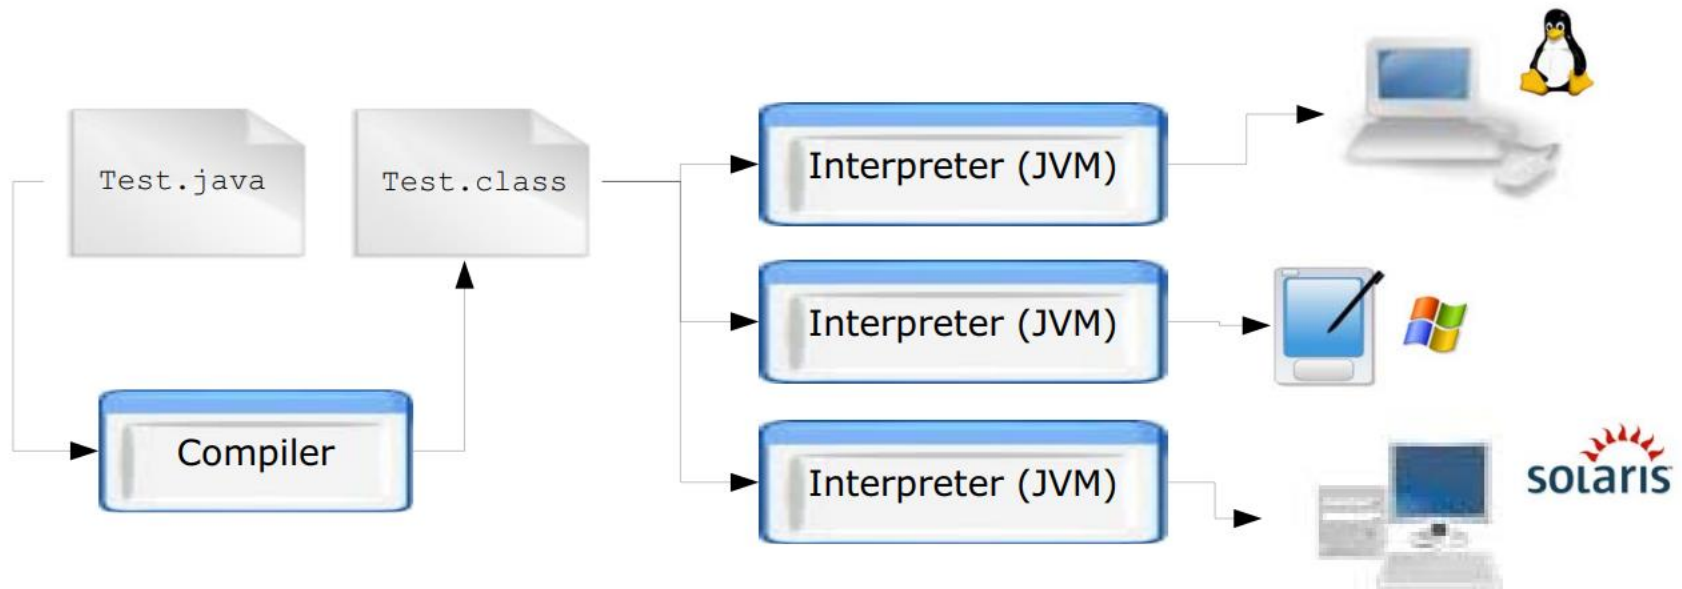 Test.java
Test.class
Compiler
Interpreter (JVM)
Interpreter (JVM)
Interpreter (JVM)
solaris